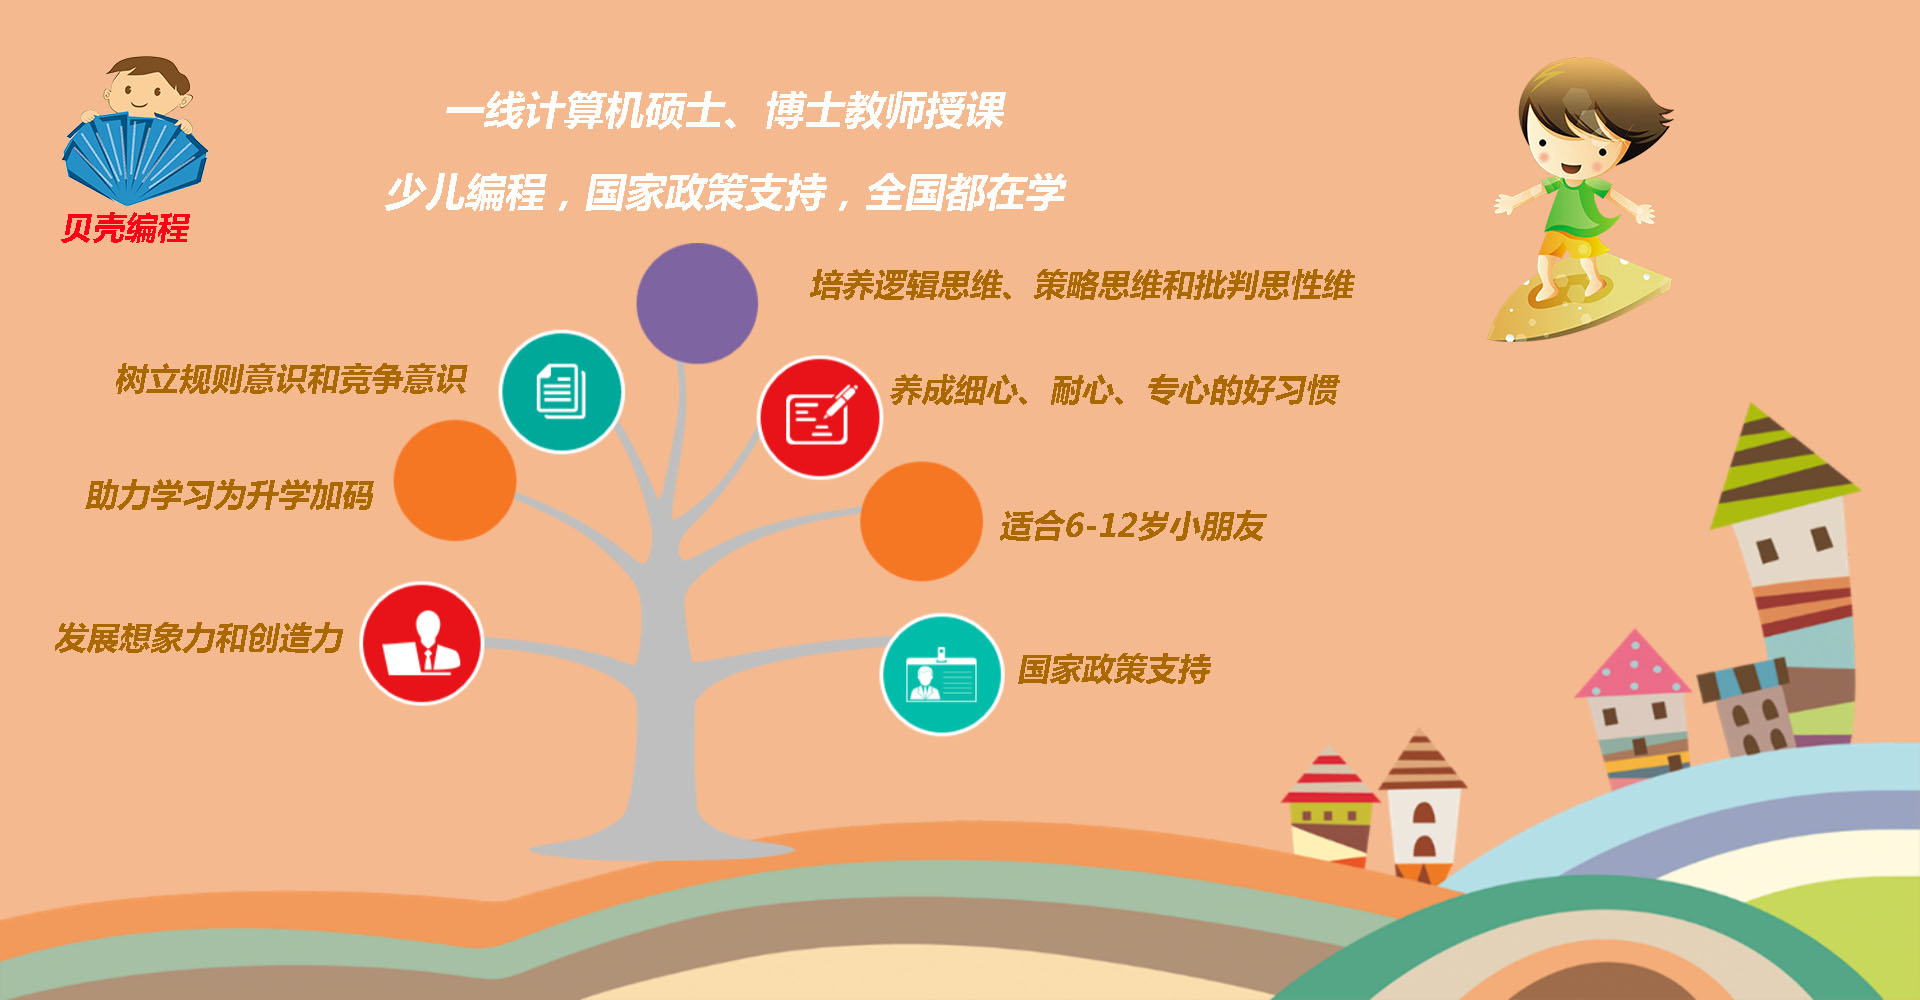 一线计算机硕士、博士教师授课
少儿编程，国家政策支持，全国都在学
贝壳编程
培养逻辑思维、策略思维和批判思性维
树立规则意识和竞争意识
养成细心、耐心、专心的好习惯
助力学习为升学加码
适合6-12岁小朋友
发展想象力和创造力
国家政策支持